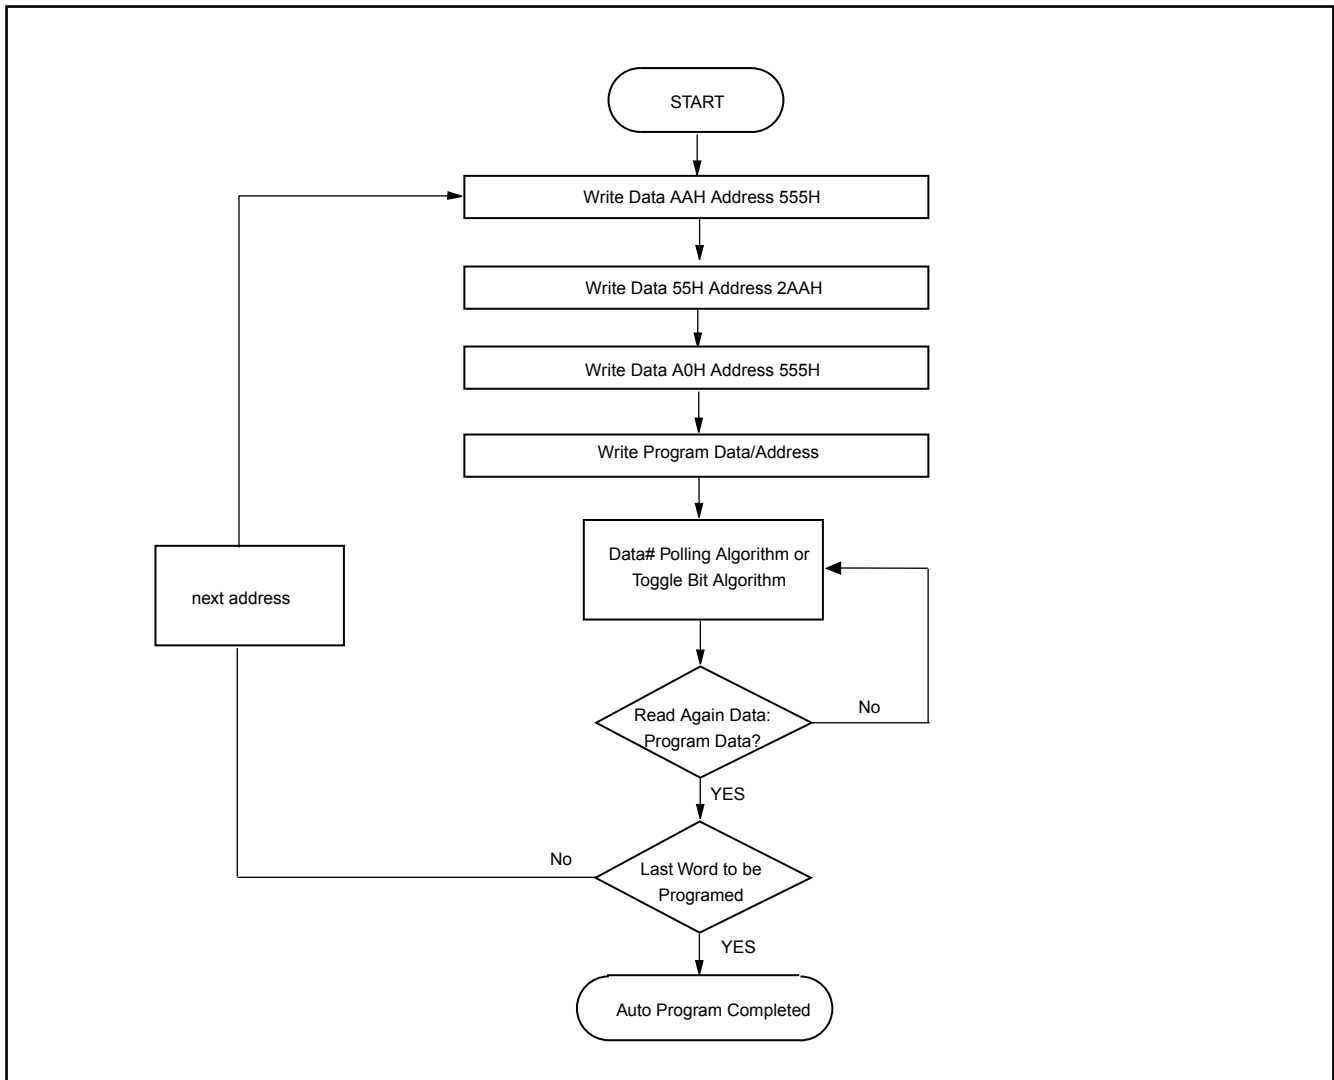 START
Write Data AAH Address 555H
Write Data 55H Address 2AAH
Write Data A0H Address 555H
Write Program Data/Address
Data# Polling Algorithm or
Toggle Bit Algorithm
next address
Read Again Data:
Program Data?
No
YES
Last Word to be
Programed
No
YES
Auto Program Completed